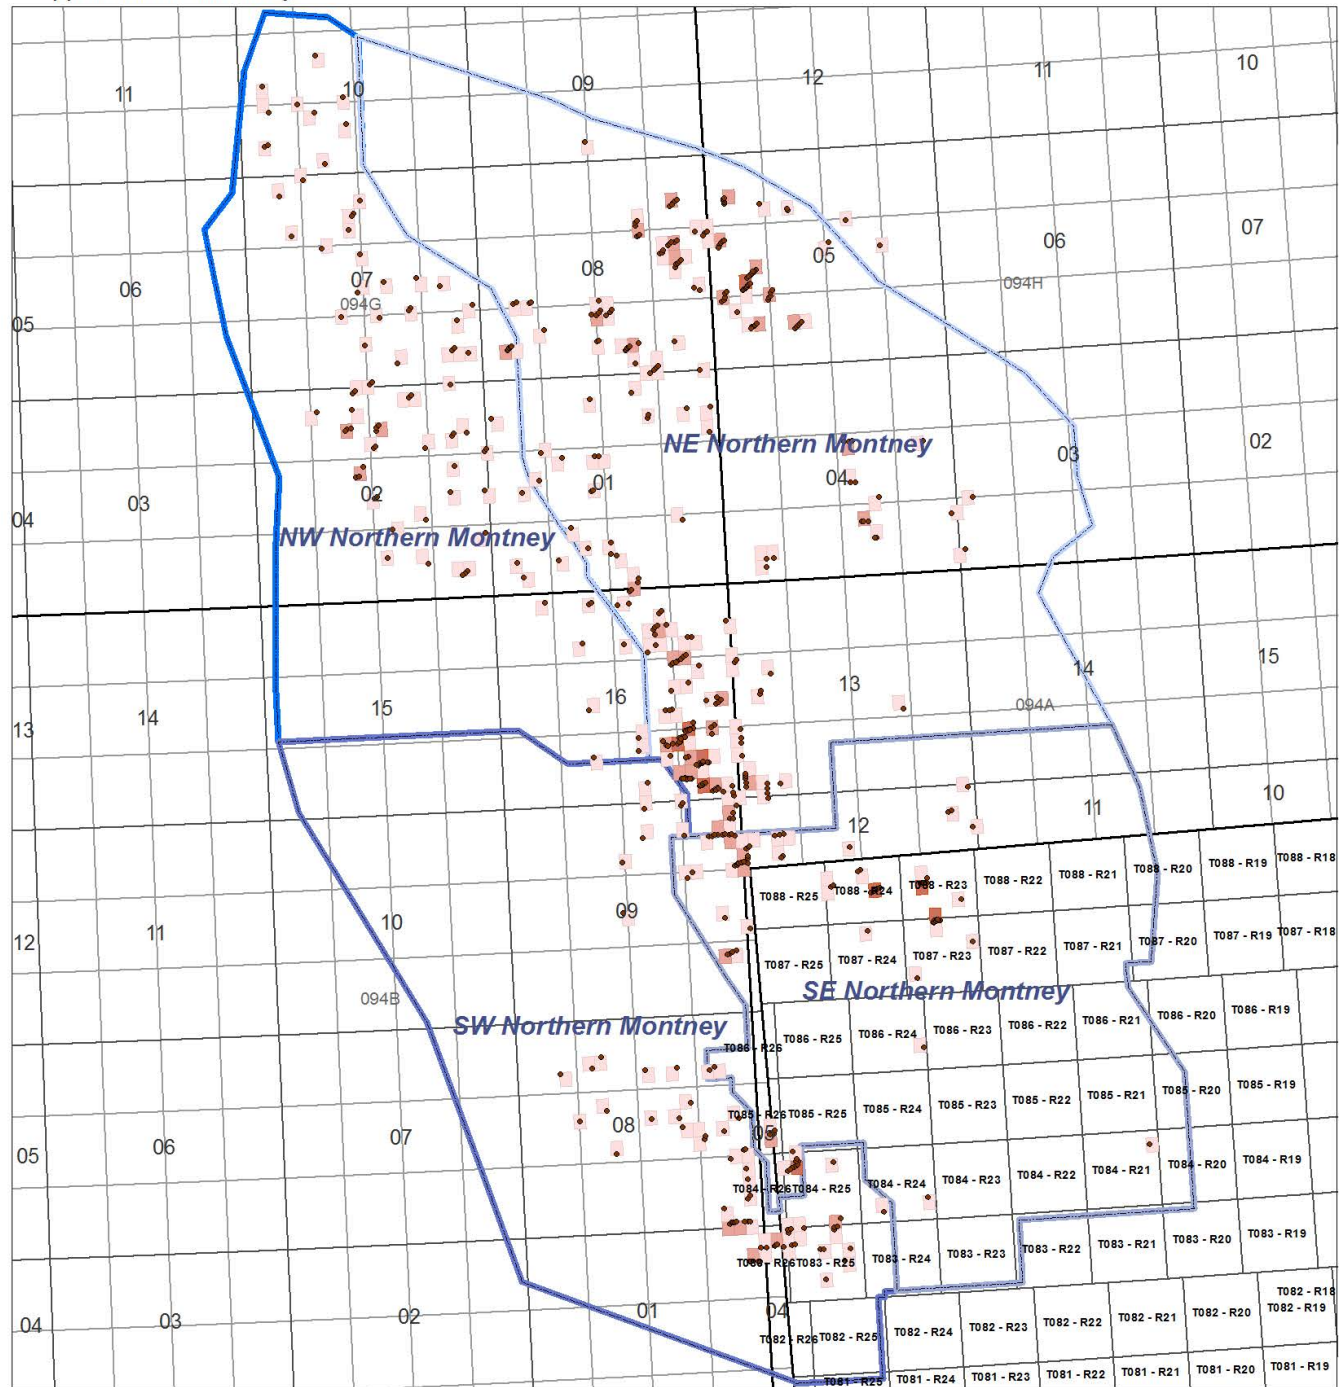 10
11
12
11
09
10
07
06
08
05
06
07
094H
094G
05
02
NE Northern Montney
03
04
01
02
03
04
NW Northern Montney
15
14
13
16
094A
15
14
13
10
11
12
T088 - R18
T088 - R19
T088 - R20
T088 - R21
T088 - R22
T088 - R23
T088 - R24
T088 - R25
09
10
11
12
T087 - R18
T087 - R19
T087 - R20
T087 - R21
T087 - R22
T087 - R23
T087 - R24
T087 - R25
SE Northern Montney
094B
SW Northern Montney
T086 - R19
T086 - R20
T086 - R21
T086 - R22
T086 - R23
T086 - R24
T086 - R25
T086 - R26
T085 - R19
T085 - R20
T085 - R21
T085 - R22
T085 - R23
T085 - R24
T085 - R25
T085 - R26
05
08
07
06
05
T084 - R19
T084 - R20
T084 - R21
T084 - R22
T084 - R23
T084 - R24
T084 - R25
T084 - R26
T083 - R19
T083 - R20
T083 - R21
T083 - R22
T083 - R23
T083 - R24
T083 - R25
T083 - R26
T082 - R18
T082 - R19
T082 - R20
T082 - R21
T082 - R22
T082 - R23
T082 - R24
T082 - R25
T082 - R26
04
01
02
03
04
T081 - R19
T081 - R20
T081 - R21
T081 - R22
T081 - R23
T081 - R24
T081 - R25